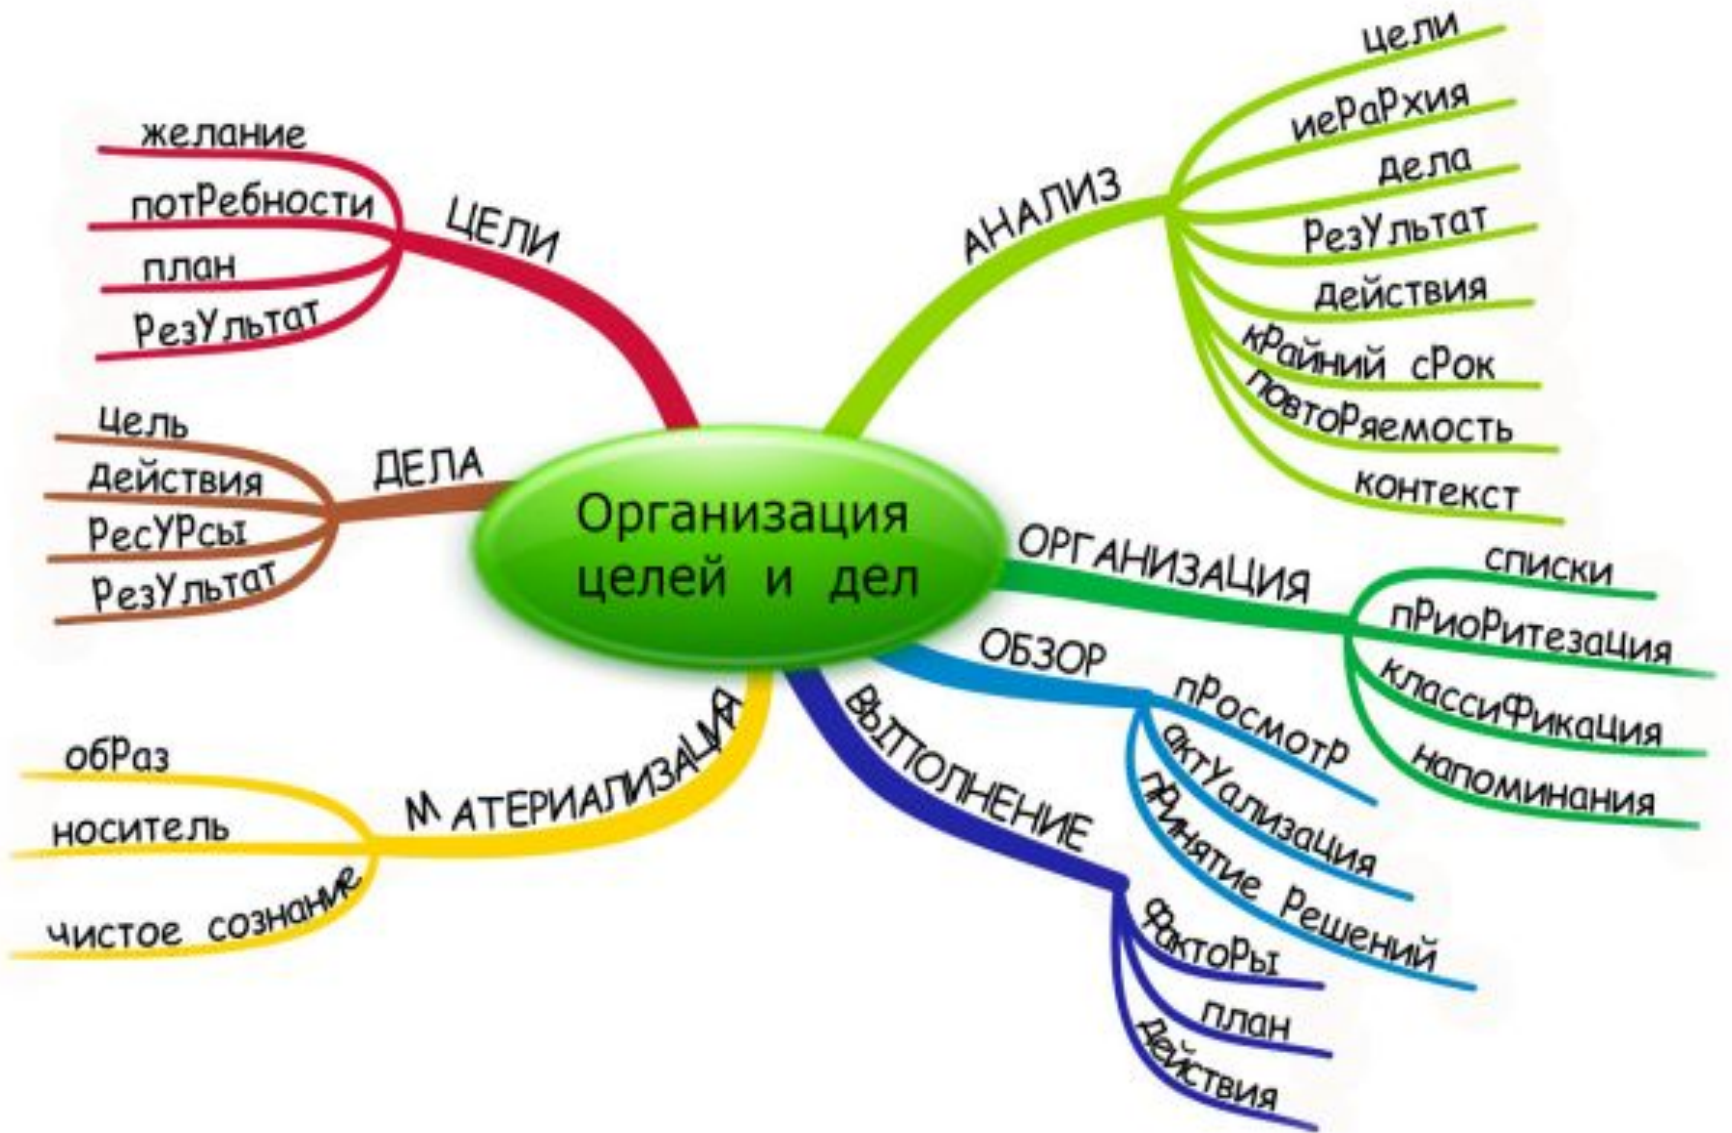 Организация
целей и дел
ЦЕЛИ
желание
потребности
план
результат
ДЕЛА
цель
действия
ресурсы
результат
МАТЕРИАЛИЗАЦИЯ
образ
носитель
чистое сознание
АНАЛИЗ
цели
иерархия
дела
результат
действия
крайний срок
повторяемость
контекст
ОРГАНИЗАЦИЯ
списки
приоритезация
классификация
напоминания
ОБЗОР
просмотр
актуализация
принятие решений
ВЫПОЛНЕНИЕ
факторы
план
действия